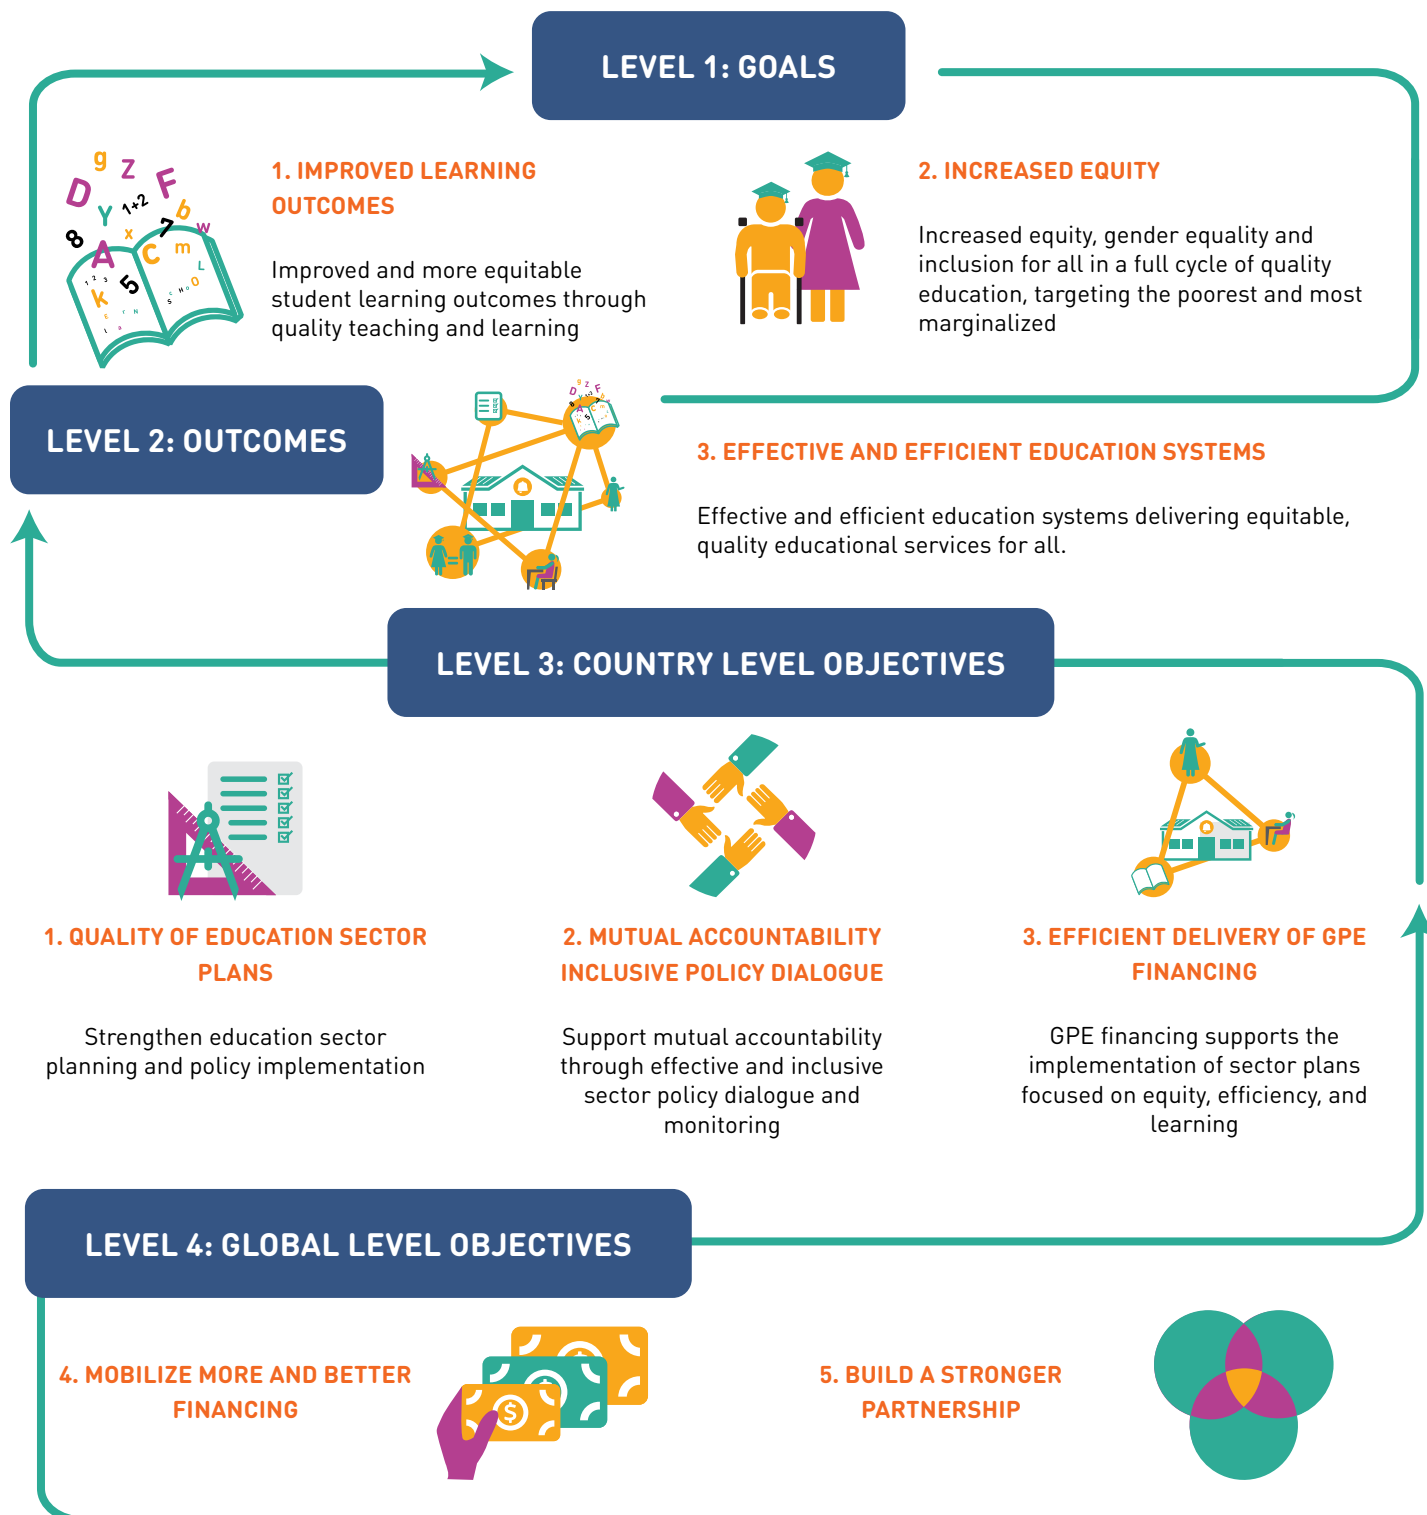 LEVEL 1: GOALS
1. IMPROVED LEARNING
OUTCOMES
Improved and more equitable
student learning outcomes through
quality teaching and learning
2. INCREASED EQUITY
Increased equity, gender equality and
inclusion for all in a full cycle of quality
education, targeting the poorest and most
marginalized
LEVEL 2: OUTCOMES
3. EFFECTIVE AND EFFICIENT EDUCATION SYSTEMS
Effective and efficient education systems delivering equitable,
quality educational services for all.
LEVEL 3: COUNTRY LEVEL OBJECTIVES
1. QUALITY OF EDUCATION SECTOR
PLANS
Strengthen education sector
planning and policy implementation
2. MUTUAL ACCOUNTABILITY
INCLUSIVE POLICY DIALOGUE
Support mutual accountability
through effective and inclusive
sector policy dialogue and
monitoring
3. EFFICIENT DELIVERY OF GPE
FINANCING
GPE financing supports the
implementation of sector plans
focused on equity, efficiency, and
learning
LEVEL 4: GLOBAL LEVEL OBJECTIVES
4. MOBILIZE MORE AND BETTER
FINANCING
5. BUILD A STRONGER
PARTNERSHIP